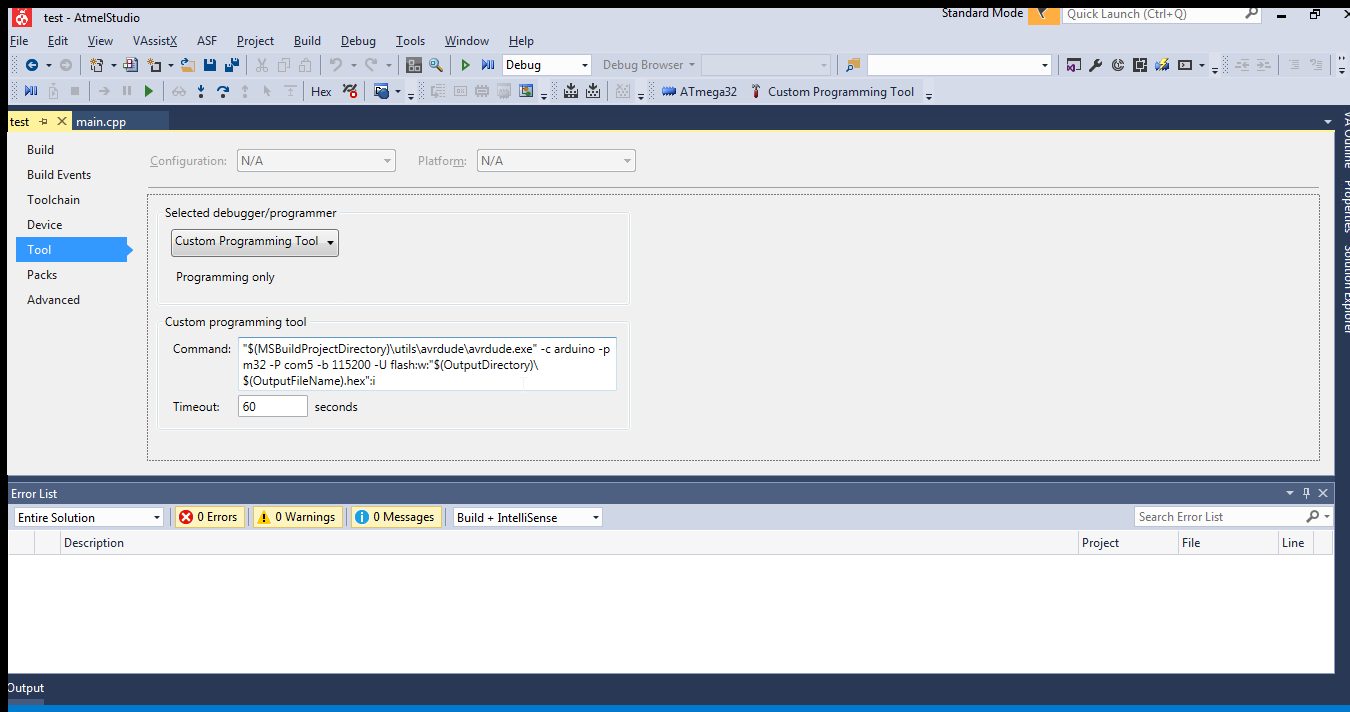 test - AtmelStudio
Standard Mode
Quick Launch (Ctrl+Q)
File Edit View VAssistX ASF Project Build Debug Tools Window Help
Debug Debug Browser
Hex ATmega32 Custom Programming Tool
test main.cpp
VA Outline
Properties
Solution Explorer
Build
Build Events
Toolchain
Device
Tool
Packs
Advanced
Configuration: N/A Platform: N/A
Selected debugger/programmer
Custom Programming Tool
Programming only
Custom programming tool
Command: "$(MSBuildProjectDirectory)\utils\avrdude\avrdude.exe" -c arduino -p
m32 -P com5 -b 115200 -U flash:w:"$(OutputDirectory)\
$(OutputFileName).hex":i
Timeout: 60 seconds
Error List
Entire Solution 0 Errors 0 Warnings 0 Messages Build + IntelliSense Search Error List
Description Project File Line
Output